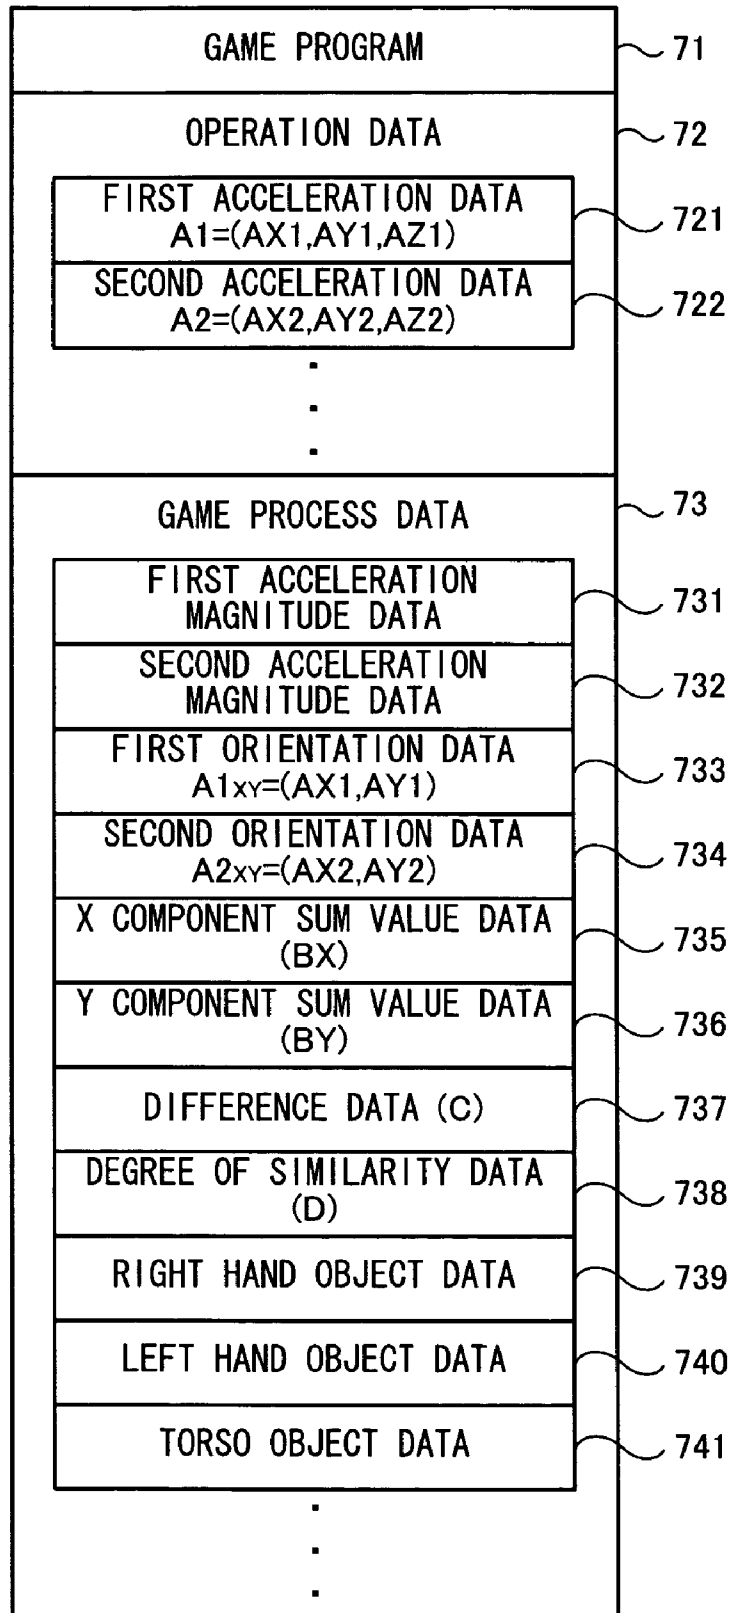 GAME PROGRAM
71
OPERATION DATA
72
FIRST ACCELERATION DATA
A1=(AX1,AY1,AZ1)
721
SECOND ACCELERATION DATA
A2=(AX2,AY2,AZ2)
722
GAME PROCESS DATA
73
FIRST ACCELERATION
MAGNITUDE DATA
731
SECOND ACCELERATION
MAGNITUDE DATA
732
FIRST ORIENTATION DATA
A1XY=(AX1,AY1)
733
SECOND ORIENTATION DATA
A2XY=(AX2,AY2)
734
X COMPONENT SUM VALUE DATA
(BX)
735
Y COMPONENT SUM VALUE DATA
(BY)
736
DIFFERENCE DATA (C)
737
DEGREE OF SIMILARITY DATA
(D)
738
RIGHT HAND OBJECT DATA
739
LEFT HAND OBJECT DATA
740
TORSO OBJECT DATA
741